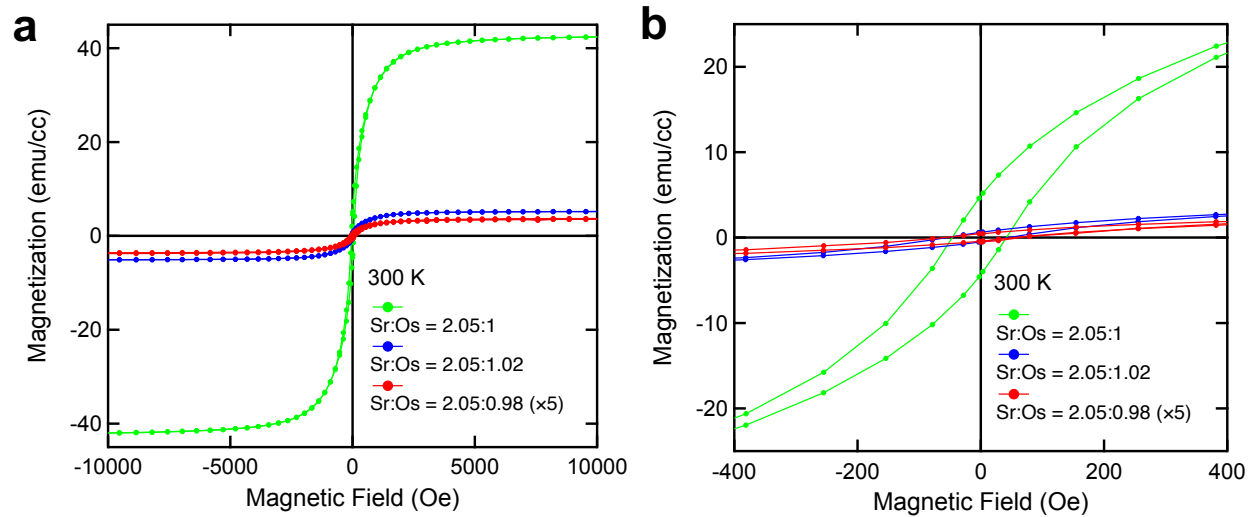 a
Magnetization (emu/cc)
40
20
0
-20
-40
300 K
Sr:Os = 2.05:1
Sr:Os = 2.05:1.02
Sr:Os = 2.05:0.98 (×5)
-10000 -5000 0 5000 10000
Magnetic Field (Oe)
b
Magnetization (emu/cc)
20
10
0
-10
-20
300 K
Sr:Os = 2.05:1
Sr:Os = 2.05:1.02
Sr:Os = 2.05:0.98 (×5)
-400 -200 0 200 400
Magnetic Field (Oe)